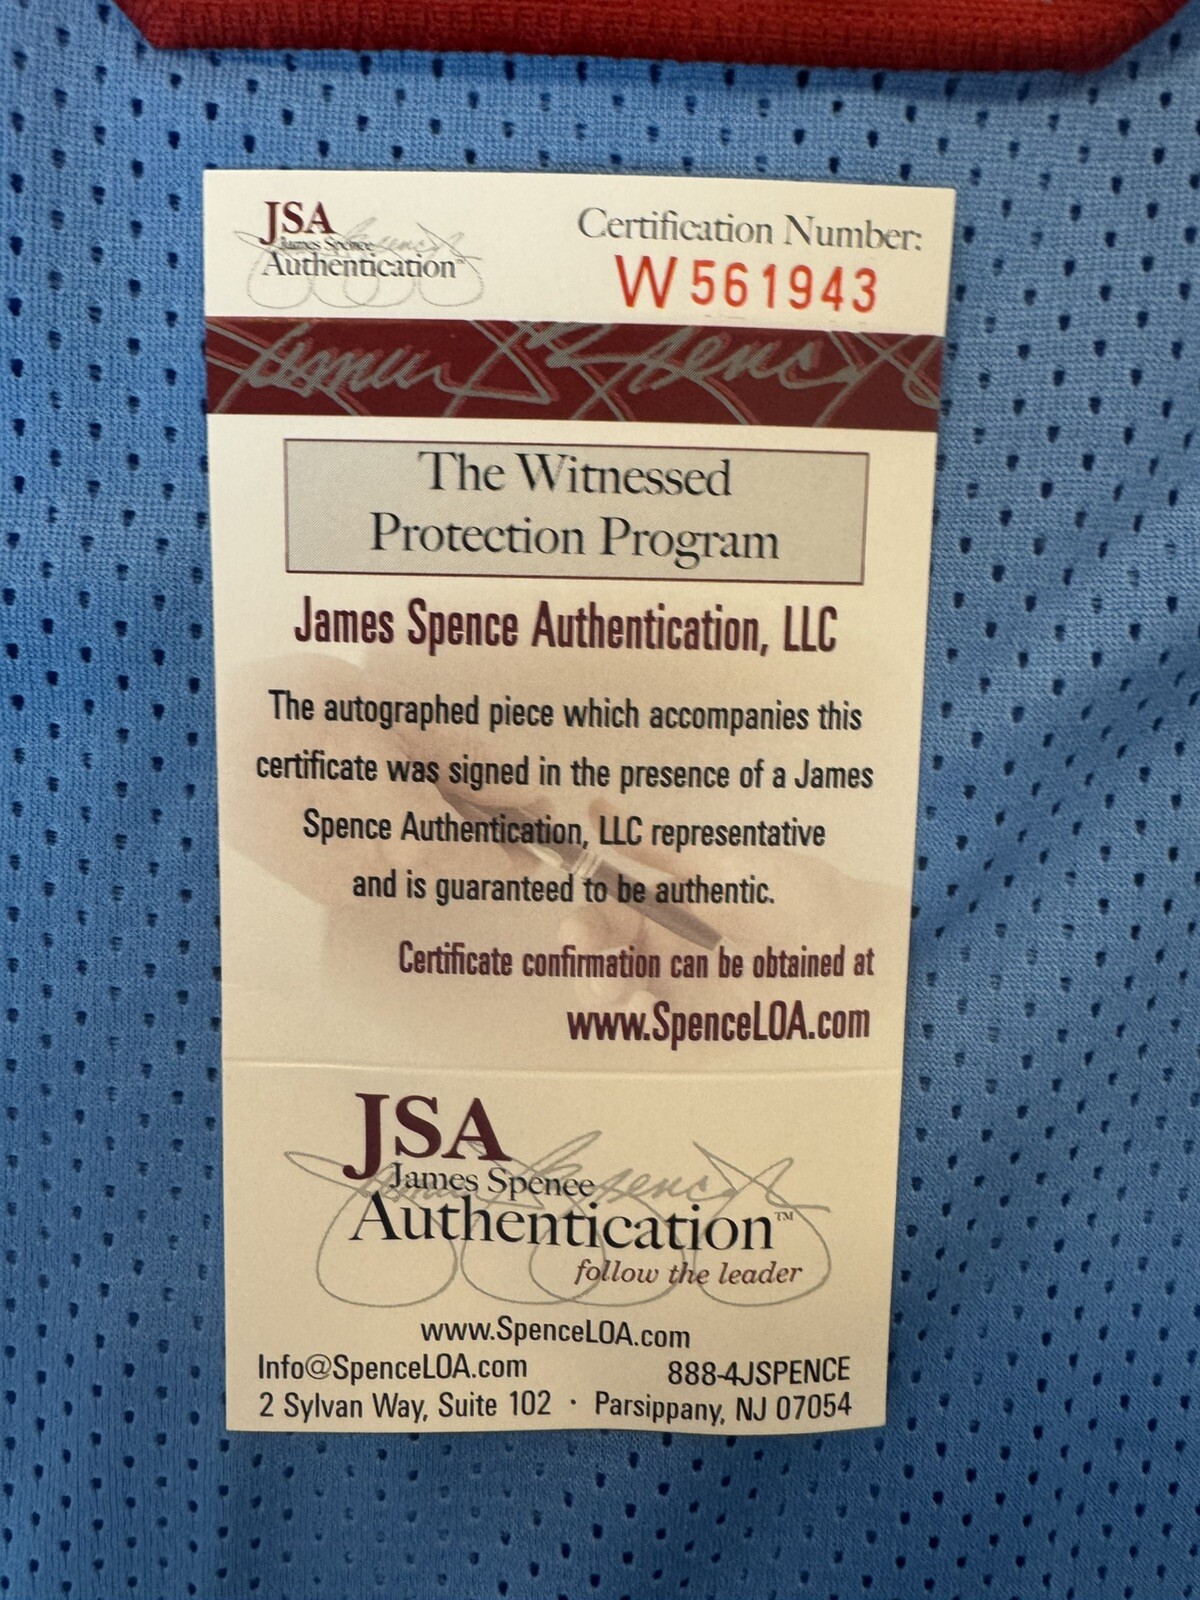 JSA
James Spence
Authentication™
Certification Number:
W561943
The Witnessed
Protection Program
James Spence Authentication, LLC
The autographed piece which accompanies this
certificate was signed in the presence of a James
Spence Authentication, LLC representative
and is guaranteed to be authentic.
Certificate confirmation can be obtained at
www.SpenceLOA.com
JSA
James Spence
Authentication™
follow the leader
www.SpenceLOA.com
Info@SpenceLOA.com 888-4JSPENCE
2 Sylvan Way, Suite 102 · Parsippany, NJ 07054